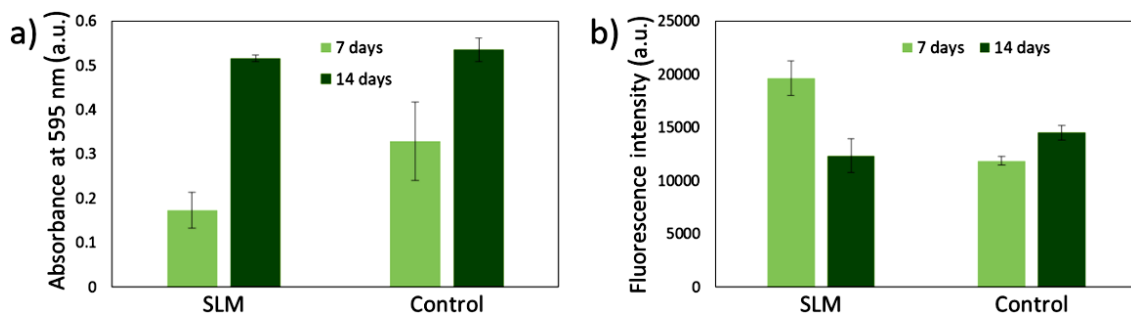 a)
Absorbance at 595 nm (a.u.)
0.6
0.5
0.4
0.3
0.2
0.1
0
7 days
14 days
SLM
Control
b)
Fluorescence intensity (a.u.)
25000
20000
15000
10000
5000
0
7 days
14 days
SLM
Control